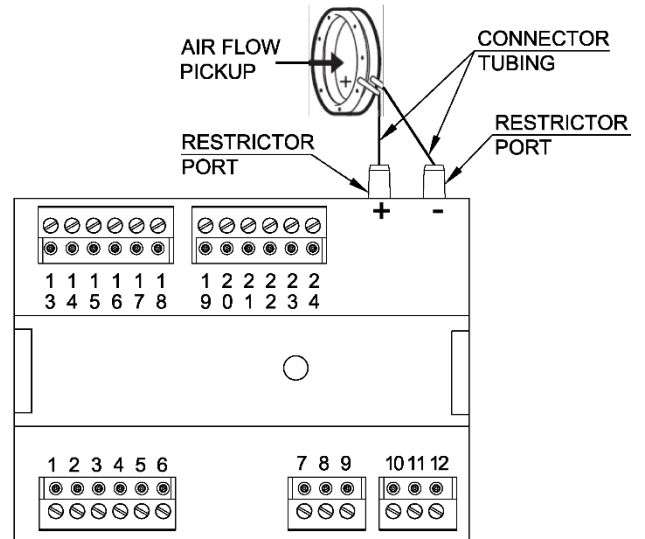 AIR FLOW
PICKUP
+
CONNECTOR
TUBING
RESTRICTOR
PORT
RESTRICTOR
PORT
+ -
1 1 1 1 1 1
3 4 5 6 7 8
1 2 2 2 2 2
9 0 1 2 3 4
1 2 3 4 5 6
7 8 9
10 11 12